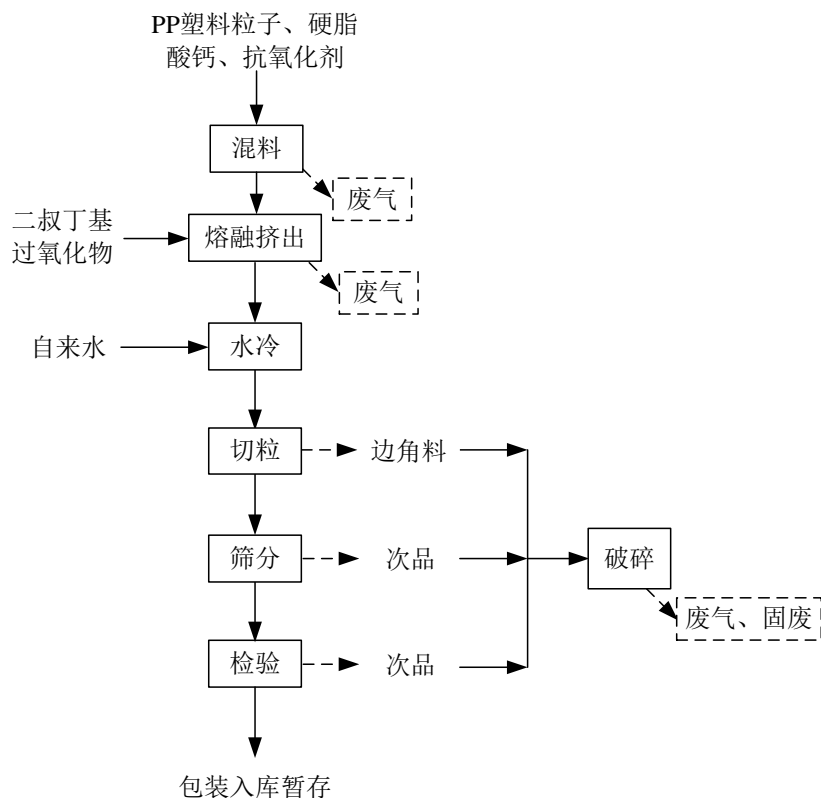 PP塑料粒子、硬脂
酸钙、抗氧化剂
混料
废气
二叔丁基
过氧化物
熔融挤出
废气
自来水
水冷
切粒
边角料
筛分
次品
破碎
废气、固废
检验
次品
包装入库暂存